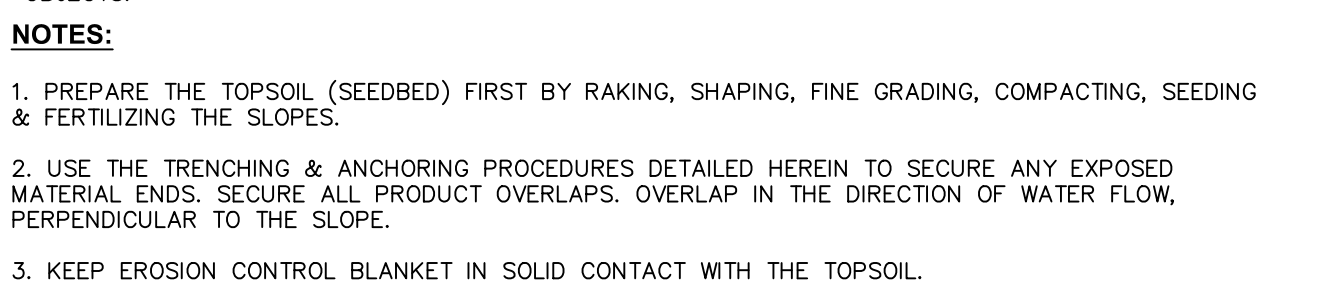 NOTES:
1. PREPARE THE TOPSOIL (SEEDBED) FIRST BY RAKING, SHAPING, FINE GRADING, COMPACTING, SEEDING
& FERTILIZING THE SLOPES.
2. USE THE TRENCHING & ANCHORING PROCEDURES DETAILED HEREIN TO SECURE ANY EXPOSED
MATERIAL ENDS. SECURE ALL PRODUCT OVERLAPS. OVERLAP IN THE DIRECTION OF WATER FLOW,
PERPENDICULAR TO THE SLOPE.
3. KEEP EROSION CONTROL BLANKET IN SOLID CONTACT WITH THE TOPSOIL.